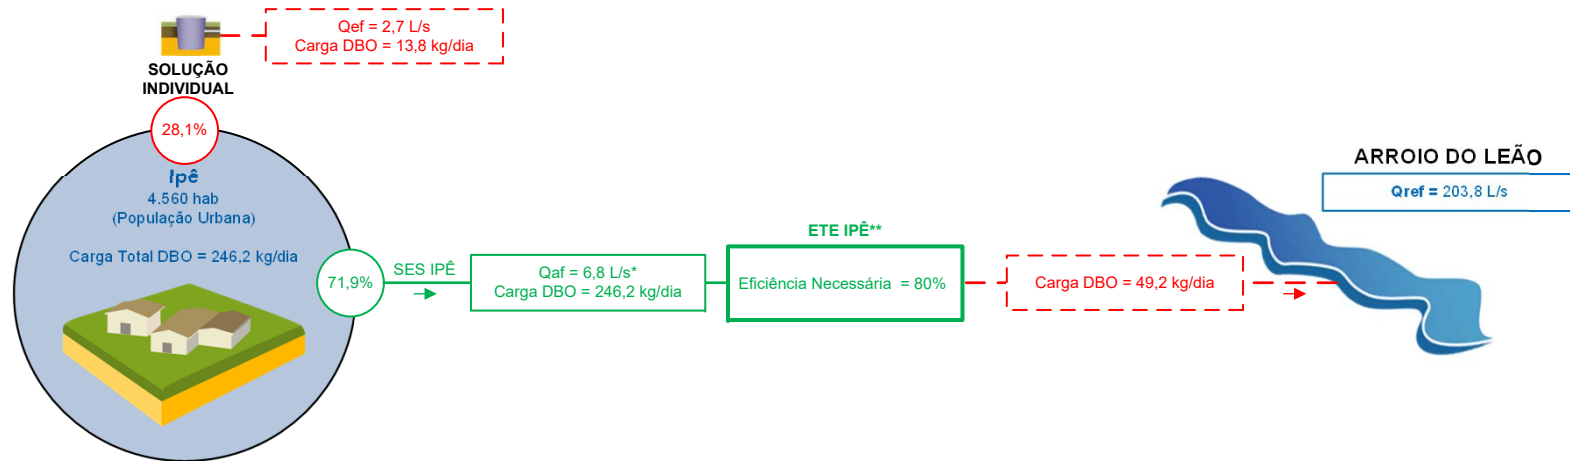 Qef = 2,7 L/s
Carga DBO = 13,8 kg/dia
SOLUÇÃO
INDIVIDUAL
28,1%
Ipê
4.560 hab
(População Urbana)
Carga Total DBO = 246,2 kg/dia
71,9%
SES IPÊ
Qaf = 6,8 L/s*
Carga DBO = 246,2 kg/dia
ETE IPÊ**
Eficiência Necessária = 80%
Carga DBO = 49,2 kg/dia
ARROIO DO LEÃO
Qref = 203,8 L/s